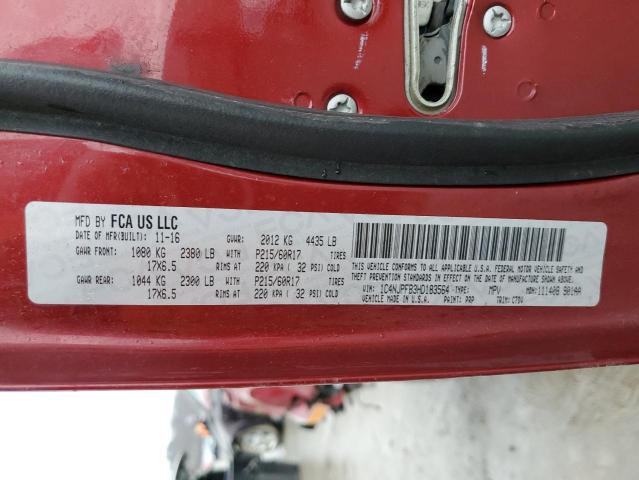 MFD BY FCA US LLC
DATE OF MFR(BUILT): 11-16 GVWR: 2012 KG 4435 LB
GAWR FRONT: 1080 KG 2380 LB WITH P215/60R17 TIRES
17X6.5 RIMS AT 220 KPA ( 32 PSI) COLD
GAWR REAR: 1044 KG 2300 LB WITH P215/60R17 TIRES
17X6.5 RIMS AT 220 KPA ( 32 PSI) COLD
THIS VEHICLE CONFORMS TO ALL APPLICABLE U.S.A. FEDERAL MOTOR VEHICLE SAFETY AND
THEFT PREVENTION STANDARDS IN EFFECT ON THE DATE OF MANUFACTURE SHOWN ABOVE.
VIN: 1C4NJPFB3HD183564 TYPE: MPV MDH: 111408 981AA
VEHICLE MADE IN U.S.A. PAINT: PRP TRIM: CTDV